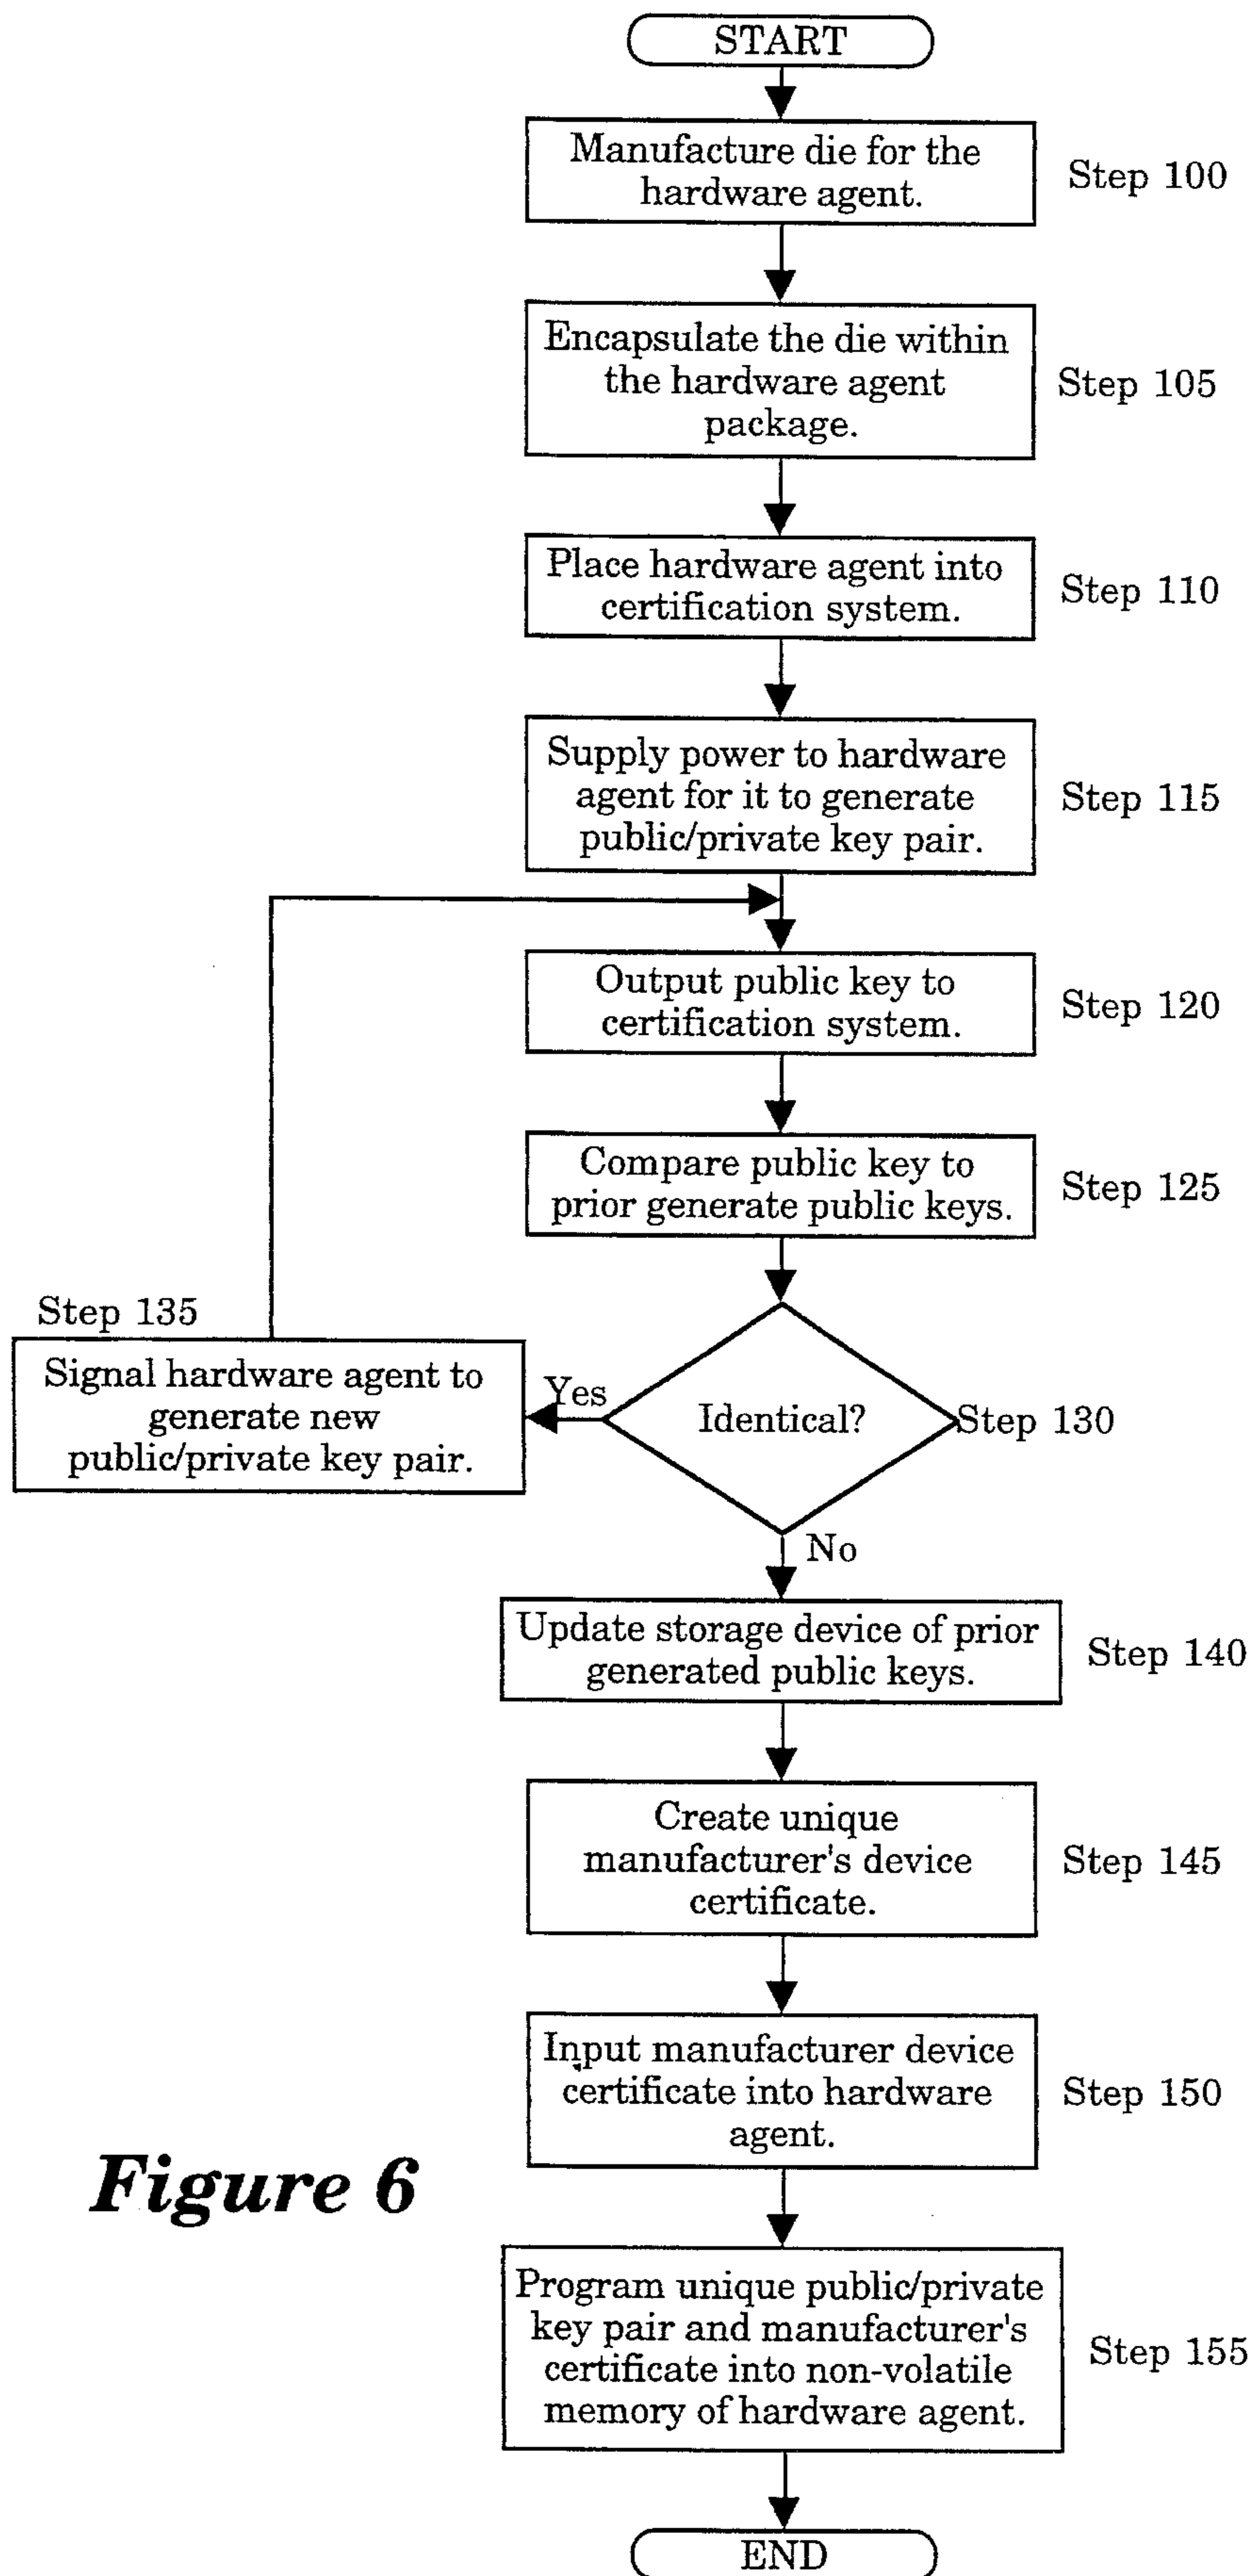 START
Manufacture die for the
hardware agent.
Step 100
Encapsulate the die within
the hardware agent
package.
Step 105
Place hardware agent into
certification system.
Step 110
Supply power to hardware
agent for it to generate
public/private key pair.
Step 115
Output public key to
certification system.
Step 120
Compare public key to
prior generate public keys.
Step 125
Step 135
Signal hardware agent to
generate new
public/private key pair.
Yes
Identical?
Step 130
No
Update storage device of prior
generated public keys.
Step 140
Create unique
manufacturer's device
certificate.
Step 145
Input manufacturer device
certificate into hardware
agent.
Step 150
Figure 6
Program unique public/private
key pair and manufacturer's
certificate into non-volatile
memory of hardware agent.
Step 155
END